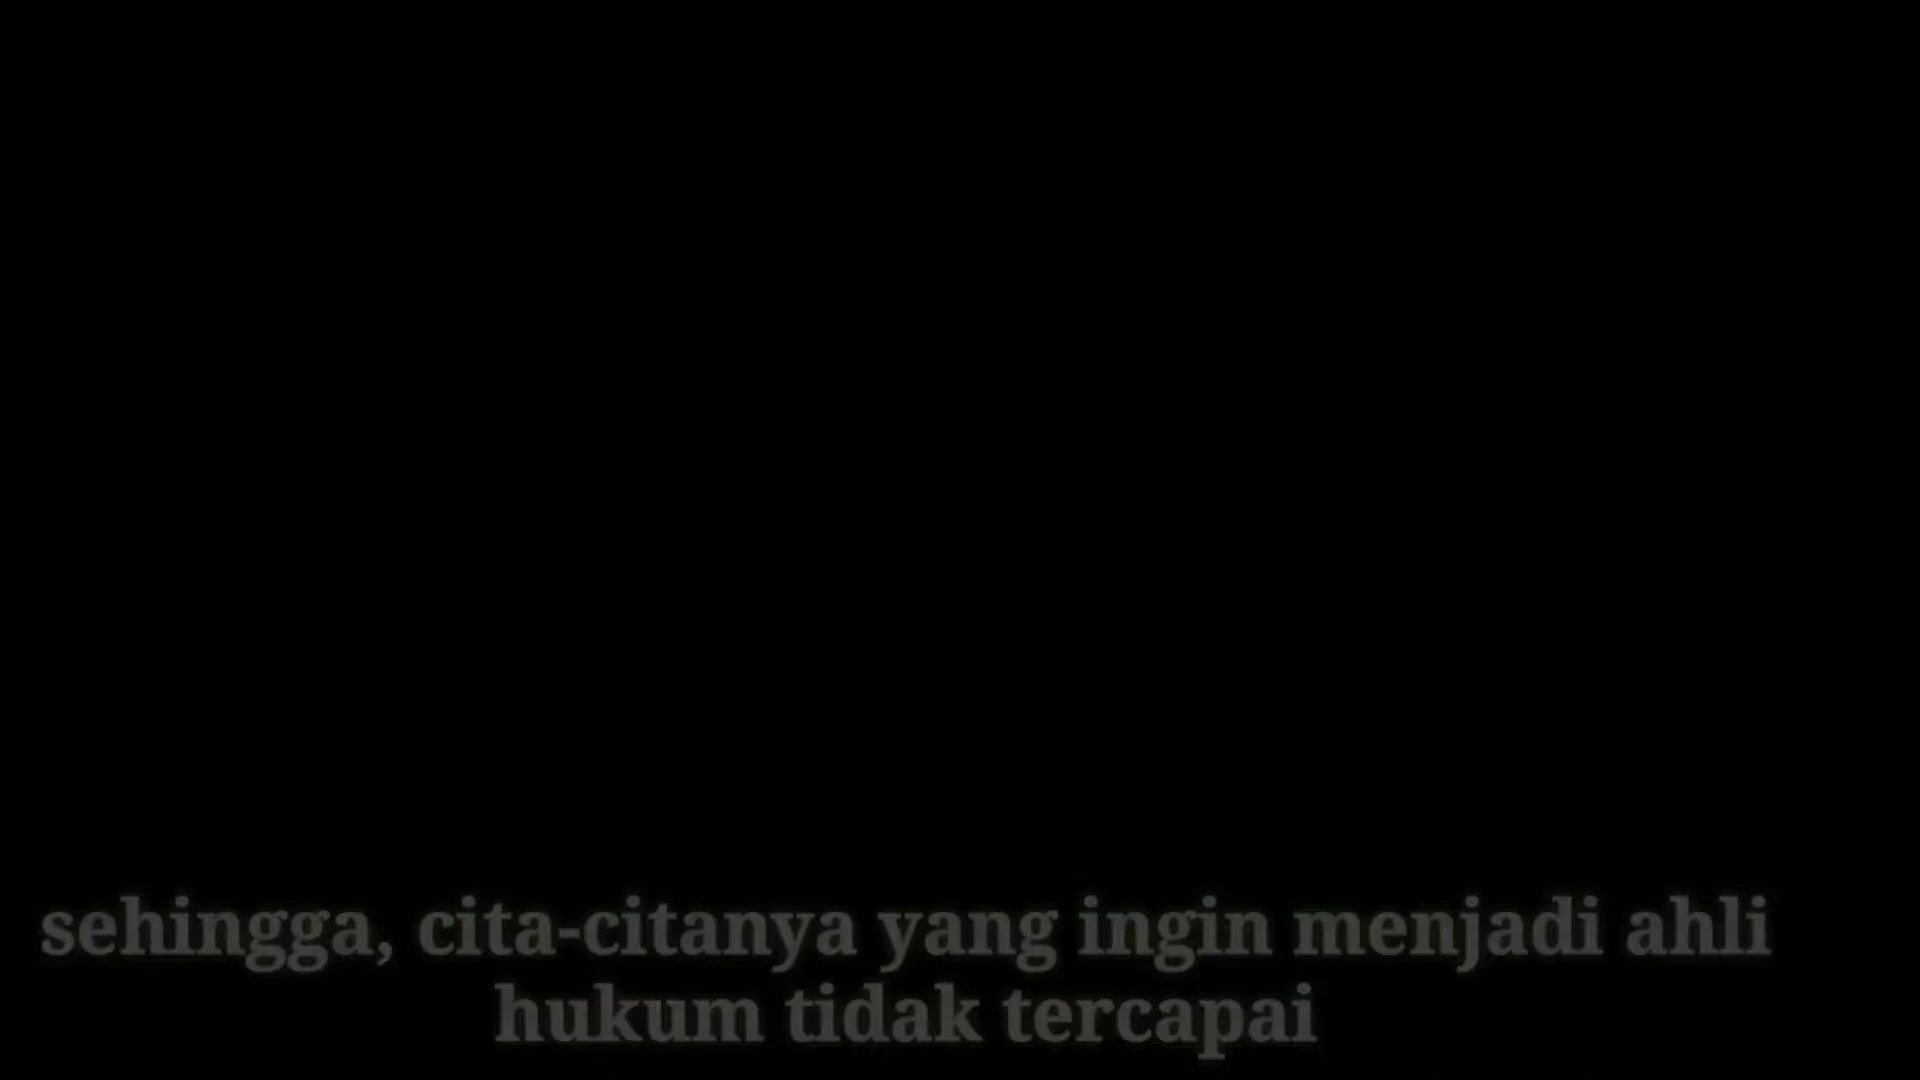 sehingga, cita-citanya yang ingin menjadi ahli
hukum tidak tercapai